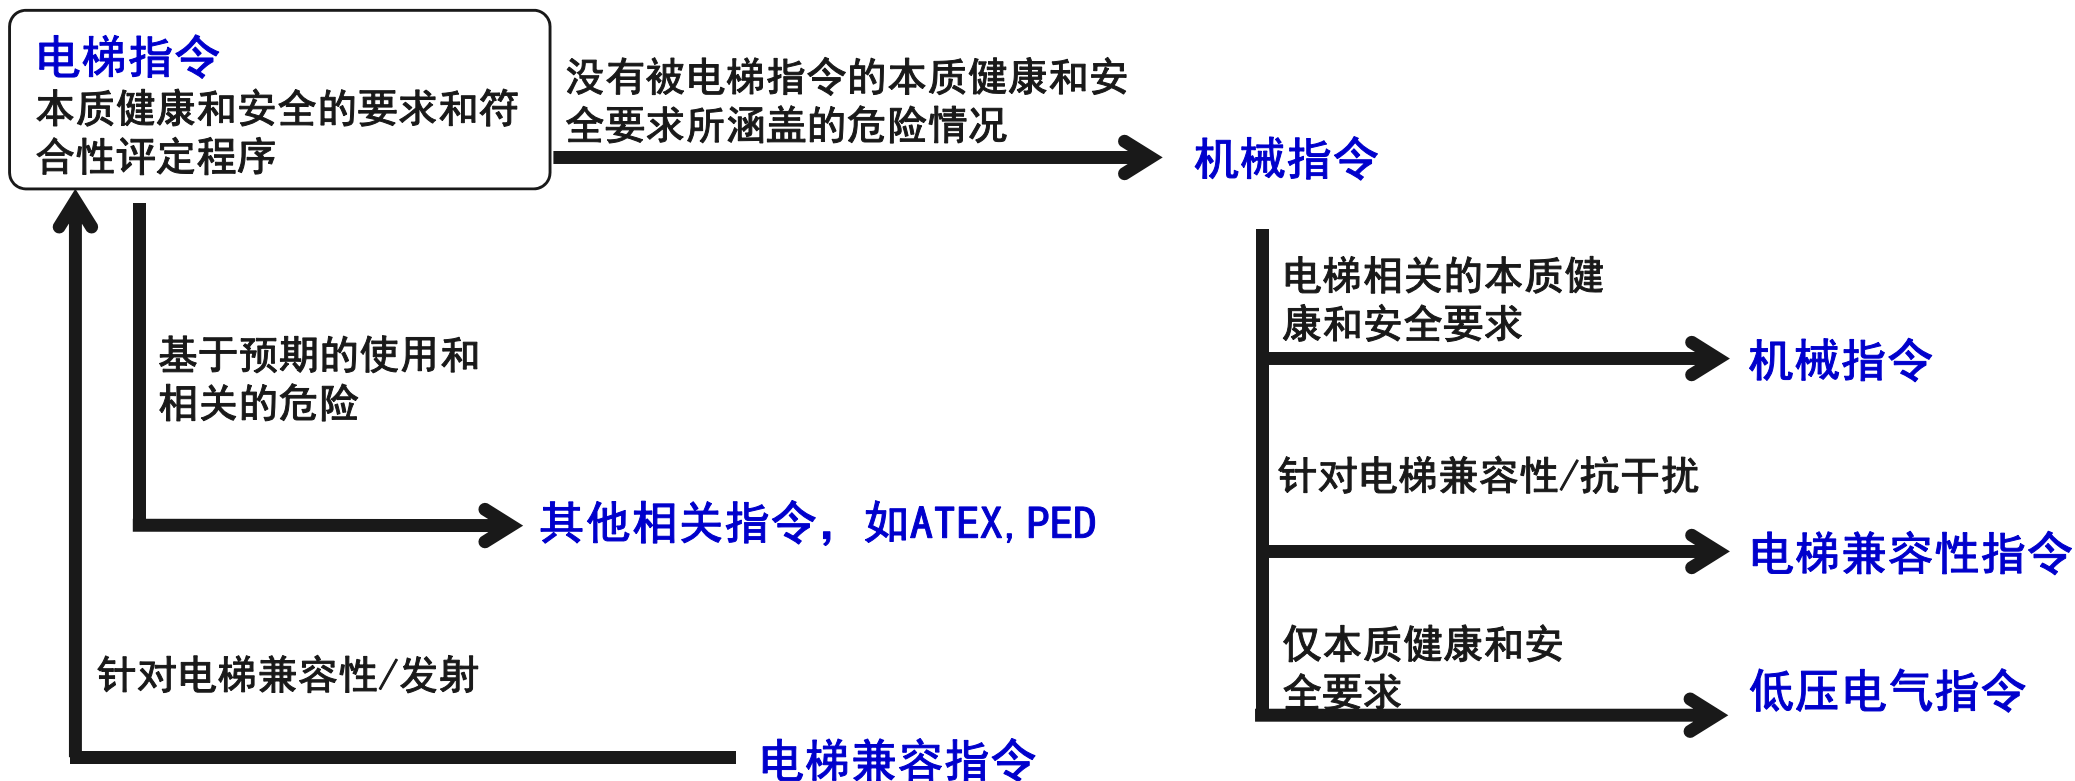 电梯指令
本质健康和安全的要求和符
合性评定程序
没有被电梯指令的本质健康和安
全要求所涵盖的危险情况
机械指令
电梯相关的本质健
康和安全要求
机械指令
基于预期的使用和
相关的危险
针对电梯兼容性/抗干扰
其他相关指令，如ATEX,PED
电梯兼容性指令
仅本质健康和安
全要求
低压电气指令
针对电梯兼容性/发射
电梯兼容指令